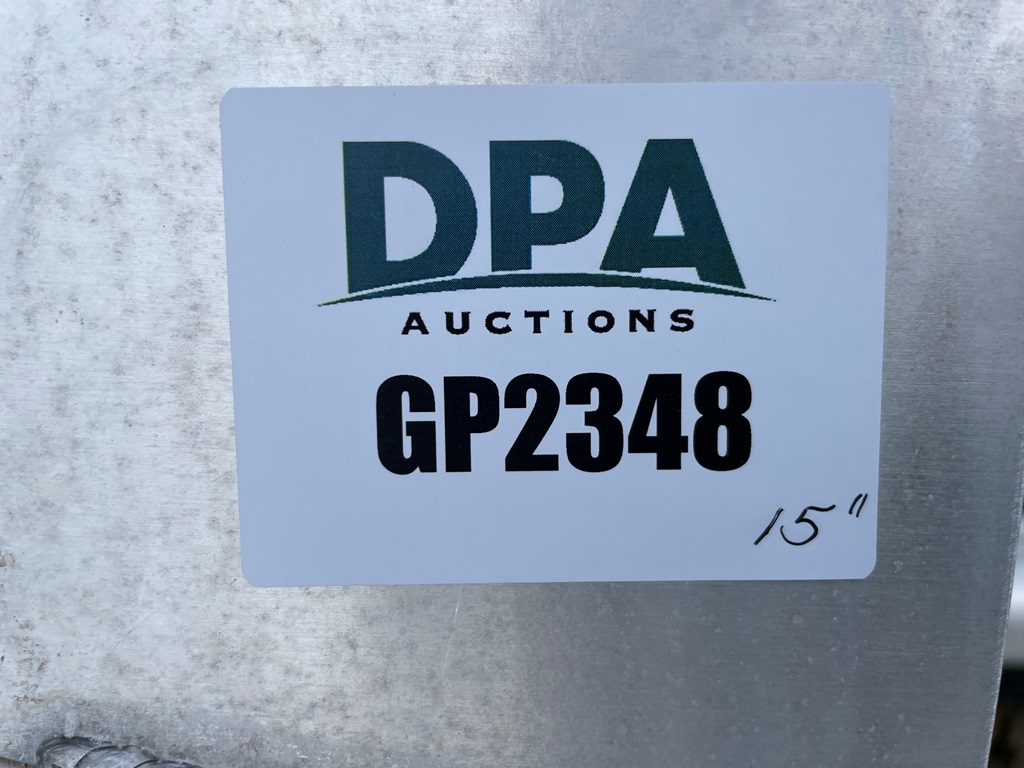 DPA
AUCTIONS
GP2348
15"